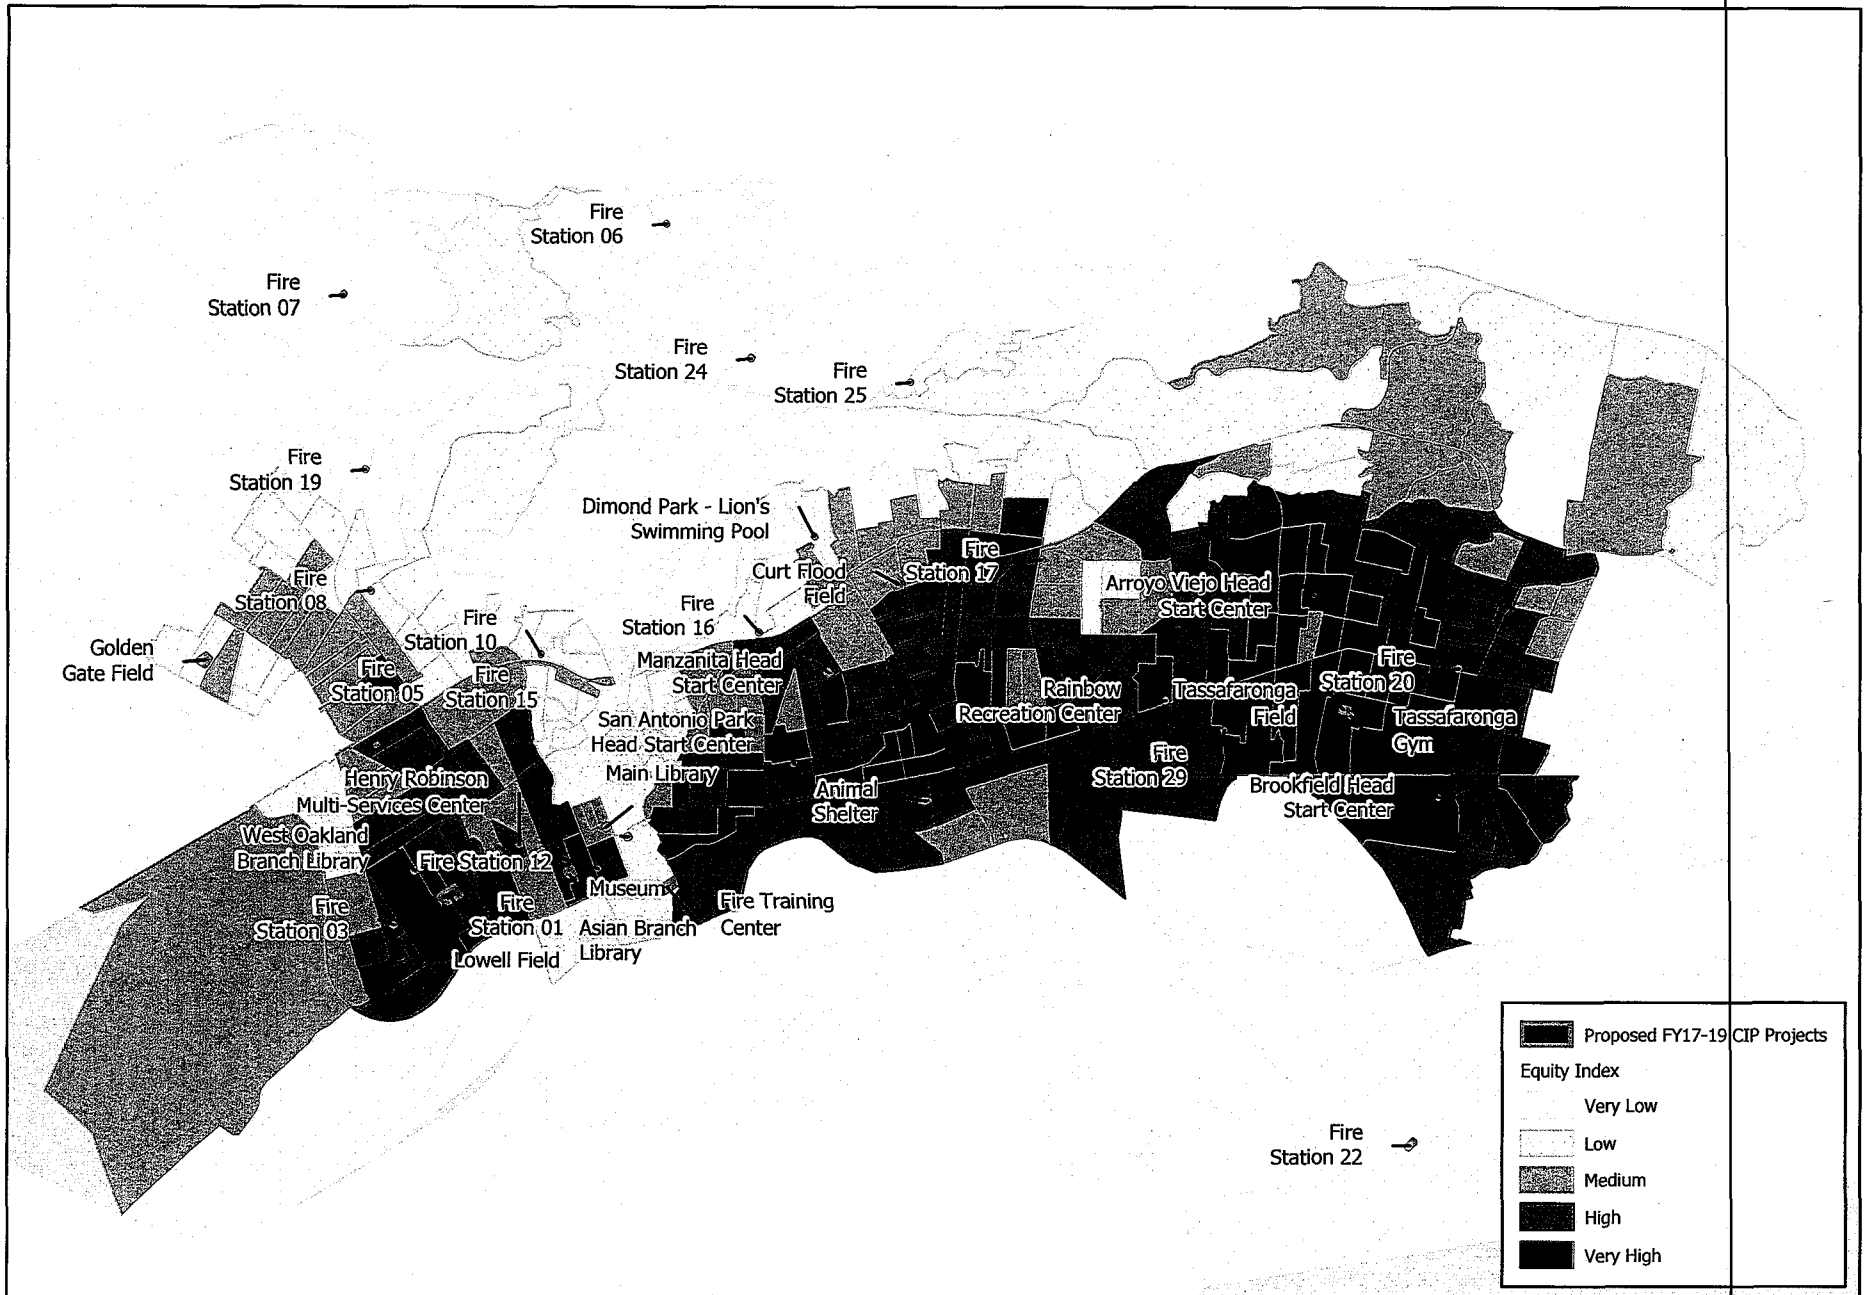 Fire
Station 06
Fire
Station 07
Fire
Station 24
Fire
Station 25
Fire
Station 19
Dimond Park - Lion's
Swimming Pool
Fire
Station 17
Curt Flood
Field
Arroyo Viejo Head
Start Center
Fire
Station 08
Fire
Station 16
Fire
Station 10
Golden
Gate Field
Fire
Station 05
Fire
Station 15
Manzanita Head
Start Center
Fire
Station 20
Rainbow
Recreation Center
Tassafaronga
Field
Tassafaronga
Gym
San Antonio Park
Head Start Center
Main Library
Fire
Station 29
Henry Robinson
Multi-Services Center
Animal
Shelter
Brookfield Head
Start Center
West Oakland
Branch Library
Fire Station 12
Museum
Fire
Station 03
Fire
Station 01
Fire Training
Center
Asian Branch
Library
Lowell Field
Fire
Station 22
Proposed FY17-19 CIP Projects
Equity Index
Very Low
Low
Medium
High
Very High